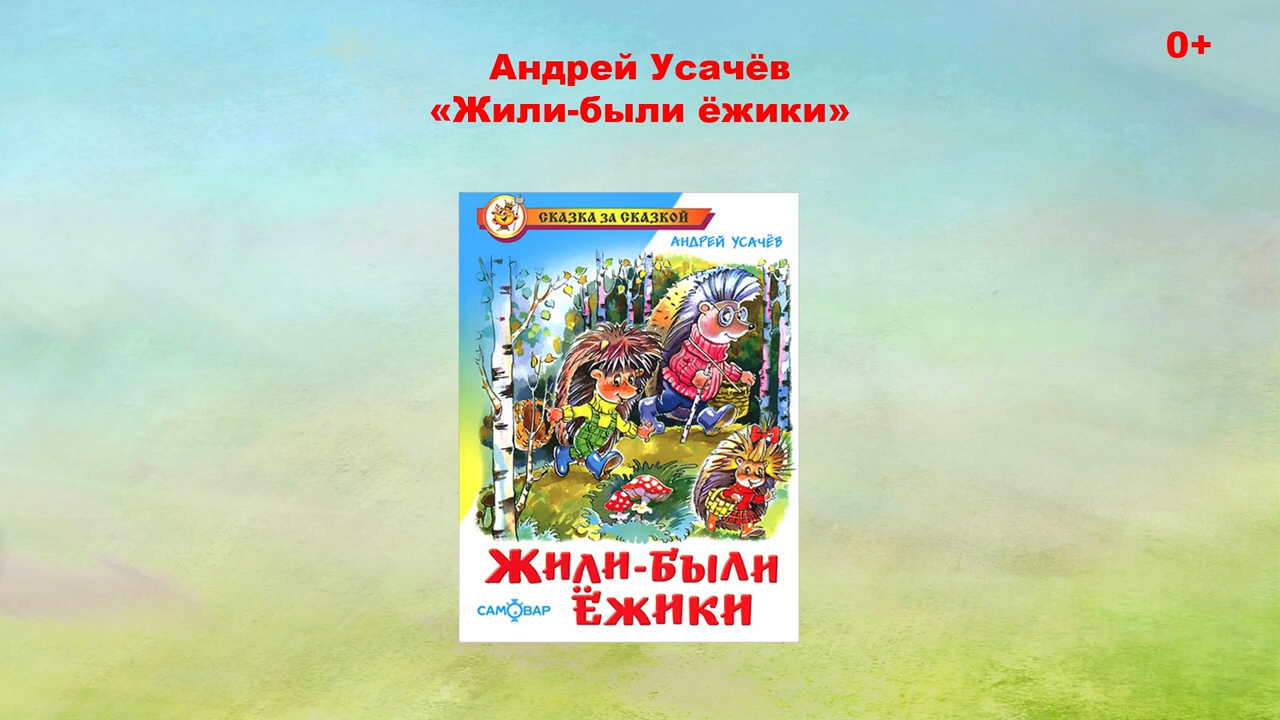 0+
Андрей Усачёв
«Жили-были ёжики»
СКАЗКА ЗА СКАЗКОЙ
АНДРЕЙ УСАЧЁВ
ЖИЛИ-БЫЛИ
ЁЖИКИ
САМОВАР